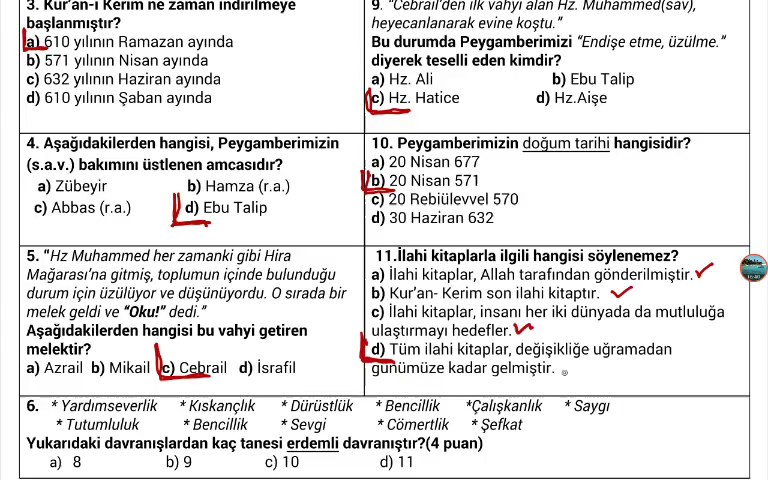 3. Kur'an-ı Kerim ne zaman indirilmeye
başlanmıştır?
a) 610 yılının Ramazan ayında
b) 571 yılının Nisan ayında
c) 632 yılının Haziran ayında
d) 610 yılının Şaban ayında
4. Aşağıdakilerden hangisi, Peygamberimizin
(s.a.v.) bakımını üstlenen amcasıdır?
a) Zübeyir b) Hamza (r.a.)
c) Abbas (r.a.) d) Ebu Talip
5. "Hz Muhammed her zamanki gibi Hira
Mağarası'na gitmiş, toplumun içinde bulunduğu
durum için üzülüyor ve düşünüyordu. O sırada bir
melek geldi ve "Oku!" dedi."
Aşağıdakilerden hangisi bu vahyi getiren
melektir?
a) Azrail b) Mikail c) Cebrail d) İsrafil
9. "Cebrail'den ilk vahyi alan Hz. Muhammed(sav),
heyecanlanarak evine koştu."
Bu durumda Peygamberimizi "Endişe etme, üzülme."
diyerek teselli eden kimdir?
a) Hz. Ali b) Ebu Talip
c) Hz. Hatice d) Hz.Aişe
10. Peygamberimizin doğum tarihi hangisidir?
a) 20 Nisan 677
b) 20 Nisan 571
c) 20 Rebiülevvel 570
d) 30 Haziran 632
11.İlahi kitaplarla ilgili hangisi söylenemez?
a) İlahi kitaplar, Allah tarafından gönderilmiştir.
b) Kur'an- Kerim son ilahi kitaptır.
c) İlahi kitaplar, insanı her iki dünyada da mutluluğa
ulaştırmayı hedefler.
d) Tüm ilahi kitaplar, değişikliğe uğramadan
günümüze kadar gelmiştir.
6. * Yardımseverlik * Kıskançlık * Dürüstlük * Bencillik *Çalışkanlık * Saygı
* Tutumluluk * Bencillik * Sevgi * Cömertlik * Şefkat
Yukarıdaki davranışlardan kaç tanesi erdemli davranıştır?(4 puan)
a) 8 b) 9 c) 10 d) 11
16:40